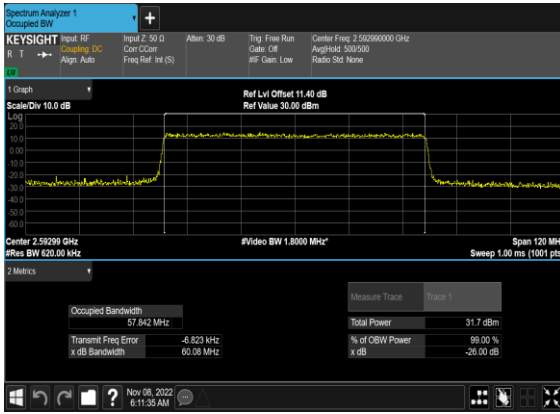 Spectrum Analyzer 1
Occupied BW
+
KEYSIGHT Input: RF Input Z: 50 Ω Atten: 30 dB Trig: Free Run Center Freq: 2.592990000 GHz
R T Coupling: DC Corr CCorr Gate: Off Avg|Hold: 500/500
Align: Auto Freq Ref: Int (S) #IF Gain: Low Radio Std: None
LW
1 Graph
Ref Lvl Offset 11.40 dB
Scale/Div 10.0 dB Ref Value 30.00 dBm
Log
20.0
10.0
0.00
-10.0
-20.0
-30.0
-40.0
-50.0
-60.0
Center 2.59299 GHz #Video BW 1.8000 MHz* Span 120 MH
#Res BW 620.00 kHz Sweep 1.00 ms (1001 pts
2 Metrics
Measure Trace Trace 1
Occupied Bandwidth
57.842 MHz Total Power 31.7 dBm
Transmit Freq Error -6.823 kHz % of OBW Power 99.00 %
x dB Bandwidth 60.08 MHz x dB -26.00 dB
? Nov 08, 2022
6:11:35 AM